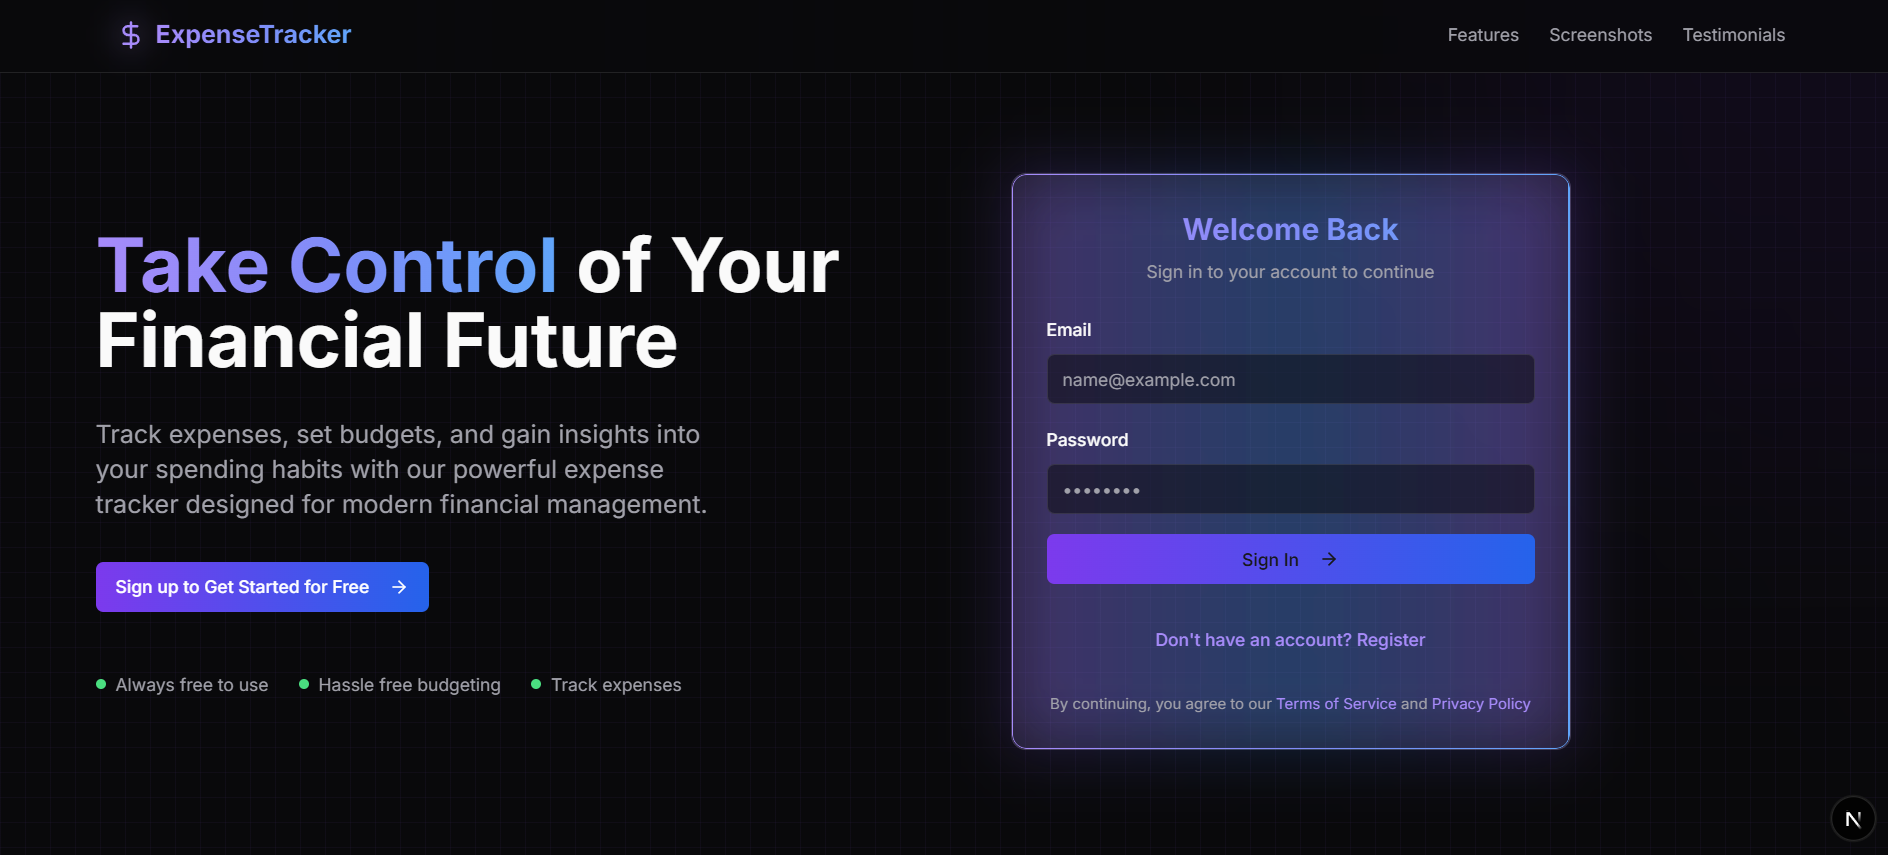 ExpenseTracker
Features
Screenshots
Testimonials
Take Control of Your
Financial Future
Track expenses, set budgets, and gain insights into
your spending habits with our powerful expense
tracker designed for modern financial management.
Sign up to Get Started for Free →
Always free to use
Hassle free budgeting
Track expenses
Welcome Back
Sign in to your account to continue
Email
name@example.com
Password
••••••••
Sign In →
Don't have an account? Register
By continuing, you agree to our Terms of Service and Privacy Policy
N